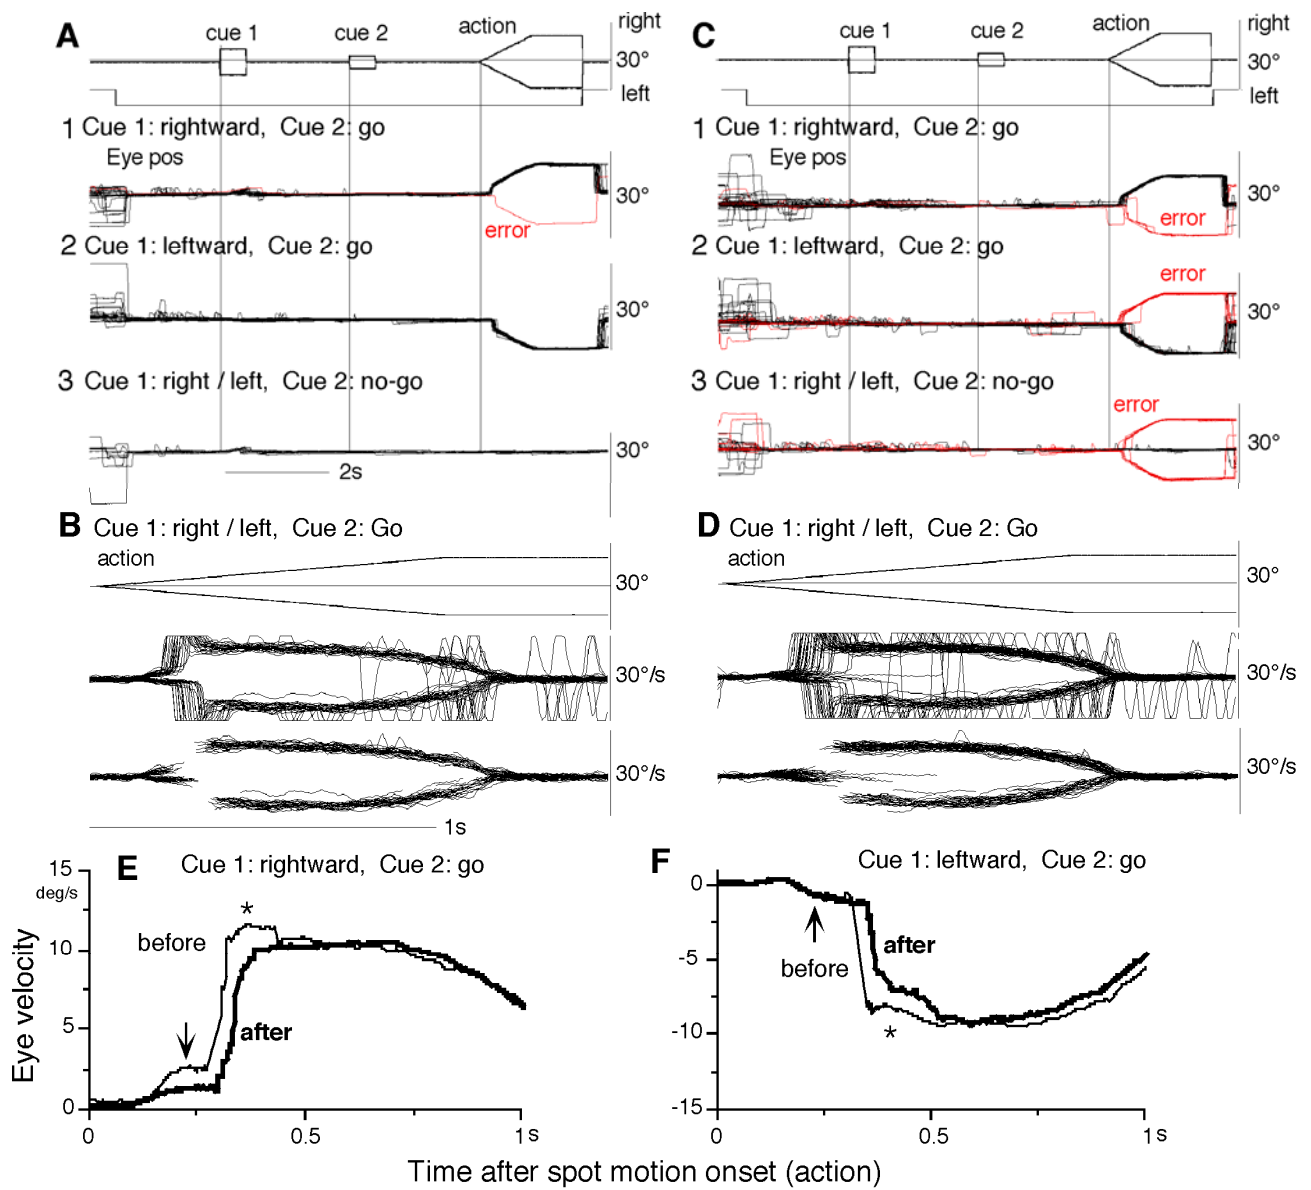 A
cue 1
cue 2
action
right
30°
left
1 Cue 1: rightward, Cue 2: go
Eye pos
30°
error
2 Cue 1: leftward, Cue 2: go
30°
3 Cue 1: right / left, Cue 2: no-go
30°
2s
B Cue 1: right / left, Cue 2: Go
action
30°
30°/s
30°/s
1s
C
cue 1
cue 2
action
right
30°
left
1 Cue 1: rightward, Cue 2: go
Eye pos
30°
error
2 Cue 1: leftward, Cue 2: go
error
30°
3 Cue 1: right / left, Cue 2: no-go
error
30°
D Cue 1: right / left, Cue 2: Go
action
30°
30°/s
30°/s
E Cue 1: rightward, Cue 2: go
15
deg/s
*
before
10
after
5
0
Eye velocity
0 0.5 1s
F Cue 1: leftward, Cue 2: go
0
after
-5
before
*
-10
-15
0 0.5 1s
Time after spot motion onset (action)